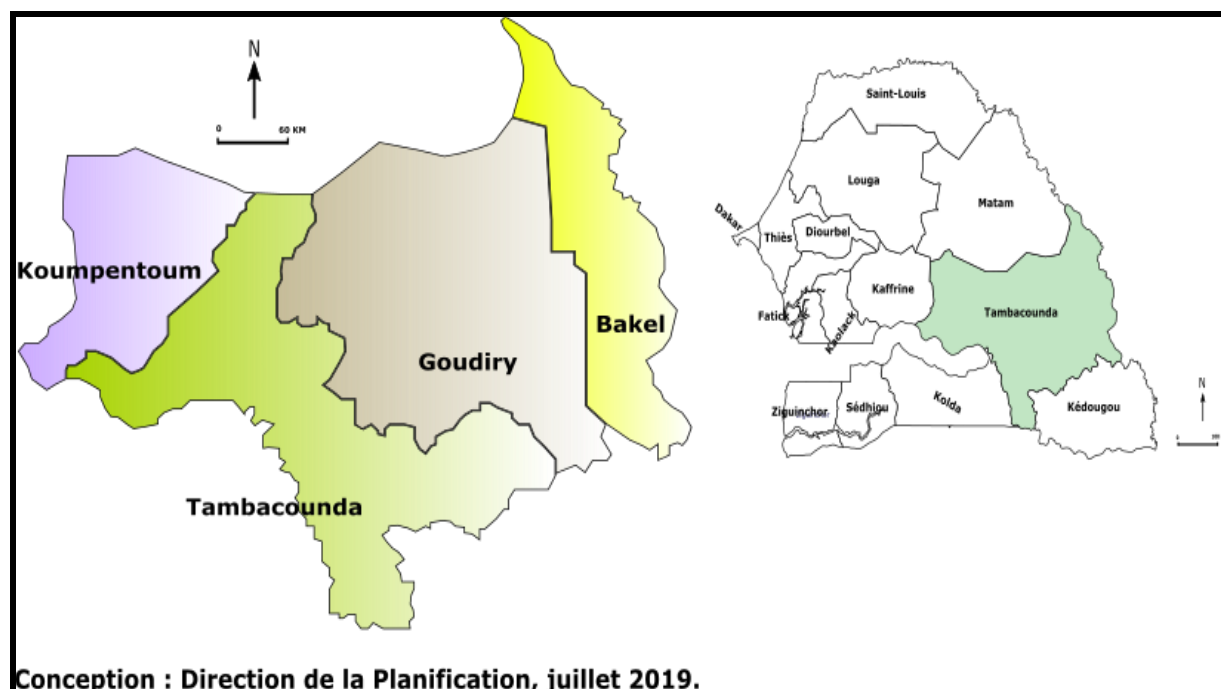 N
0 60 KM
Koumpentoum
Bakel
Goudiry
Tambacounda
Saint-Louis
Louga
Matam
Dakar
Thiès
Diourbel
Kaffrine
Fatick
Kaolack
Tambacounda
Ziguinchor
Sédhiou
Kolda
Kédougou
N
Conception : Direction de la Planification, juillet 2019.